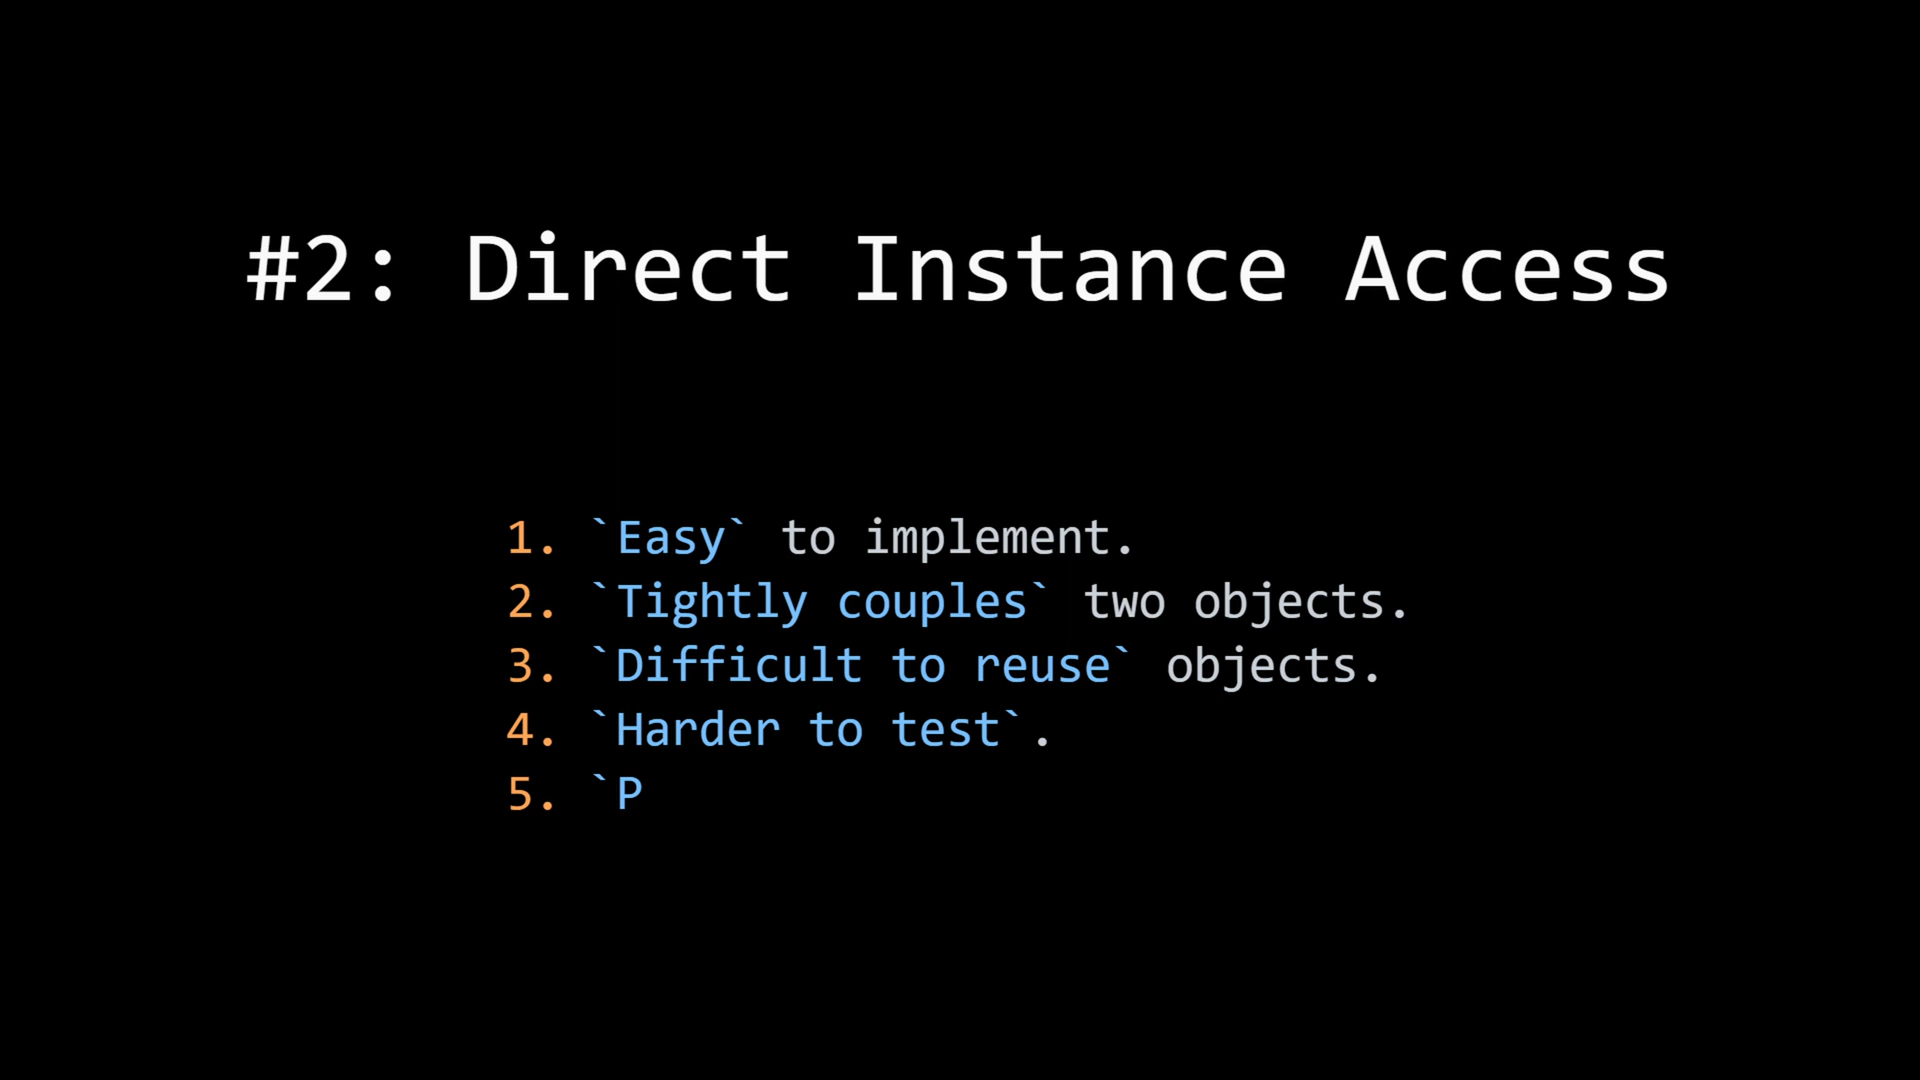 #2: Direct Instance Access
1. `Easy` to implement.
2. `Tightly couples` two objects.
3. `Difficult to reuse` objects.
4. `Harder to test`.
5. `P